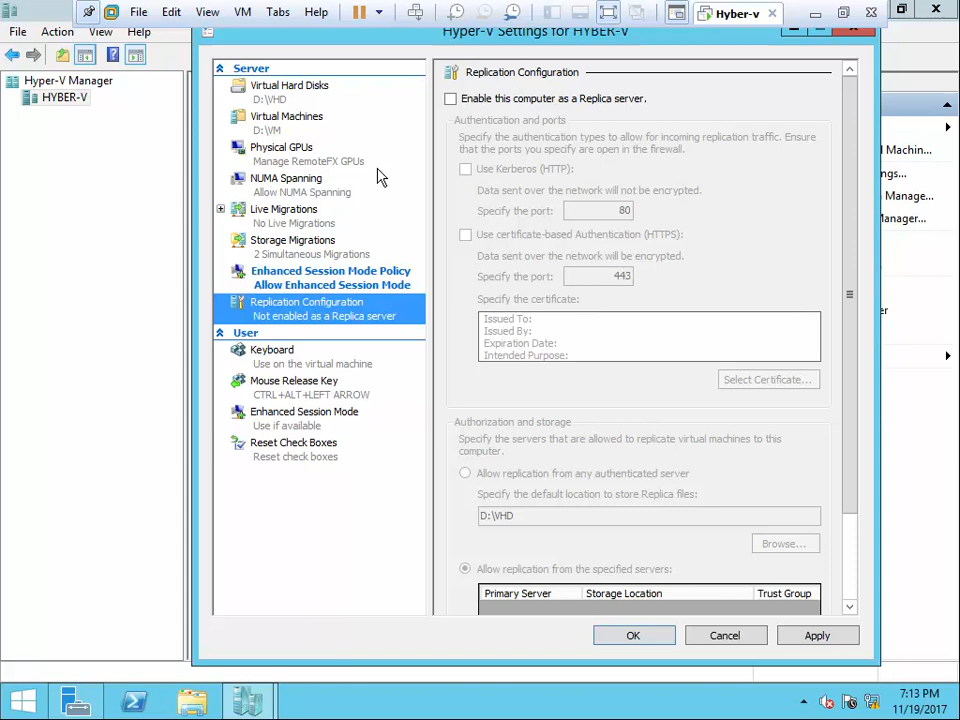 File Edit View VM Tabs Help
Hyber-v
File Action View Help
Hyper-V Settings for HYBER-V
Hyper-V Manager
HYBER-V
Server
Virtual Hard Disks
D:\VHD
Virtual Machines
D:\VM
Physical GPUs
Manage RemoteFX GPUs
NUMA Spanning
Allow NUMA Spanning
Live Migrations
No Live Migrations
Storage Migrations
2 Simultaneous Migrations
Enhanced Session Mode Policy
Allow Enhanced Session Mode
Replication Configuration
Not enabled as a Replica server
User
Keyboard
Use on the virtual machine
Mouse Release Key
CTRL+ALT+LEFT ARROW
Enhanced Session Mode
Use if available
Reset Check Boxes
Reset check boxes
Replication Configuration
Enable this computer as a Replica server.
Authentication and ports
Specify the authentication types to allow for incoming replication traffic. Ensure
that the ports you specify are open in the firewall.
Use Kerberos (HTTP):
Data sent over the network will not be encrypted.
Specify the port: 80
Use certificate-based Authentication (HTTPS):
Data sent over the network will be encrypted.
Specify the port: 443
Specify the certificate:
Issued To:
Issued By:
Expiration Date:
Intended Purpose:
Select Certificate...
Authorization and storage
Specify the servers that are allowed to replicate virtual machines to this
computer.
Allow replication from any authenticated server
Specify the default location to store Replica files:
D:\VHD
Browse...
Allow replication from the specified servers:
Primary Server Storage Location Trust Group
OK Cancel Apply
Machin...
Manage...
7:13 PM
11/19/2017